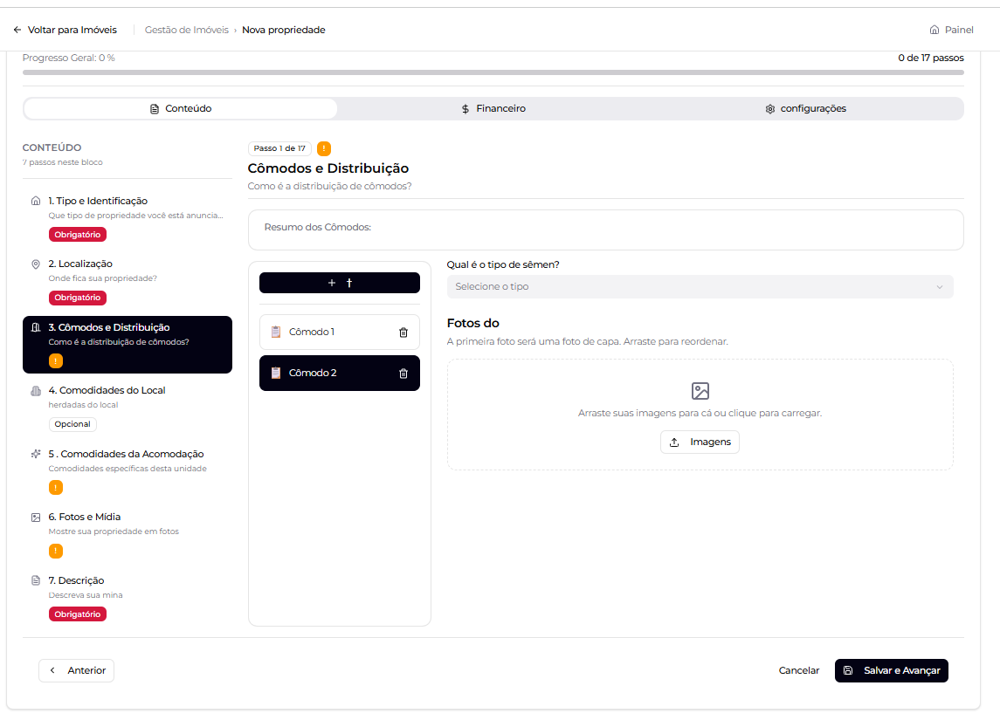 Voltar para Imóveis
Gestão de Imóveis › Nova propriedade
Painel
Progresso Geral: 0 %
0 de 17 passos
Conteúdo
Financeiro
configurações
CONTEÚDO
7 passos neste bloco
1. Tipo e Identificação
Que tipo de propriedade você está anuncia...
Obrigatório
2. Localização
Onde fica sua propriedade?
Obrigatório
3. Cômodos e Distribuição
Como é a distribuição de cômodos?
!
4. Comodidades do Local
herdadas do local
Opcional
5 . Comodidades da Acomodação
Comodidades específicas desta unidade
!
6. Fotos e Mídia
Mostre sua propriedade em fotos
!
7. Descrição
Descreva sua mina
Obrigatório
Passo 1 de 17 !
Cômodos e Distribuição
Como é a distribuição de cômodos?
Resumo dos Cômodos:
+ †
Cômodo 1
Cômodo 2
Qual é o tipo de sêmen?
Selecione o tipo
Fotos do
A primeira foto será uma foto de capa. Arraste para reordenar.
Arraste suas imagens para cá ou clique para carregar.
Imagens
Anterior
Cancelar
Salvar e Avançar